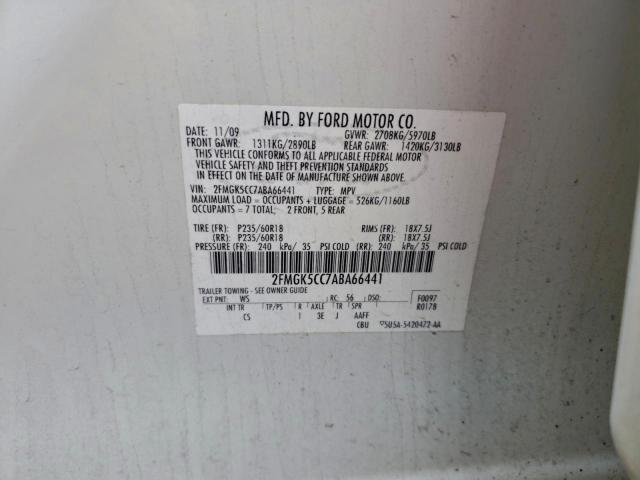 MFD. BY FORD MOTOR CO.
DATE: 11/09 GVWR: 2708KG/5970LB
FRONT GAWR: 1311KG/2890LB REAR GAWR: 1420KG/3130LB
THIS VEHICLE CONFORMS TO ALL APPLICABLE FEDERAL MOTOR
VEHICLE SAFETY AND THEFT PREVENTION STANDARDS
IN EFFECT ON THE DATE OF MANUFACTURE SHOWN ABOVE.
VIN: 2FMGK5CC7ABA66441 TYPE: MPV
MAXIMUM LOAD = OCCUPANTS + LUGGAGE = 526KG/1160LB
OCCUPANTS = 7 TOTAL; 2 FRONT, 5 REAR
TIRE (FR): P235/60R18 RIMS (FR): 18X7.5J
(RR): P235/60R18 (RR): 18X7.5J
PRESSURE (FR): 240 kPa/ 35 PSI COLD (RR): 240 kPa/ 35 PSI COLD
2FMGK5CC7ABA66441
TRAILER TOWING - SEE OWNER GUIDE
EXT PNT: WS RC: 56 DSO: F0097
INT TR TP/PS R AXLE TR SPR R0178
CS 1 3E J AAFF
CBU 5U5A-5420472-AA